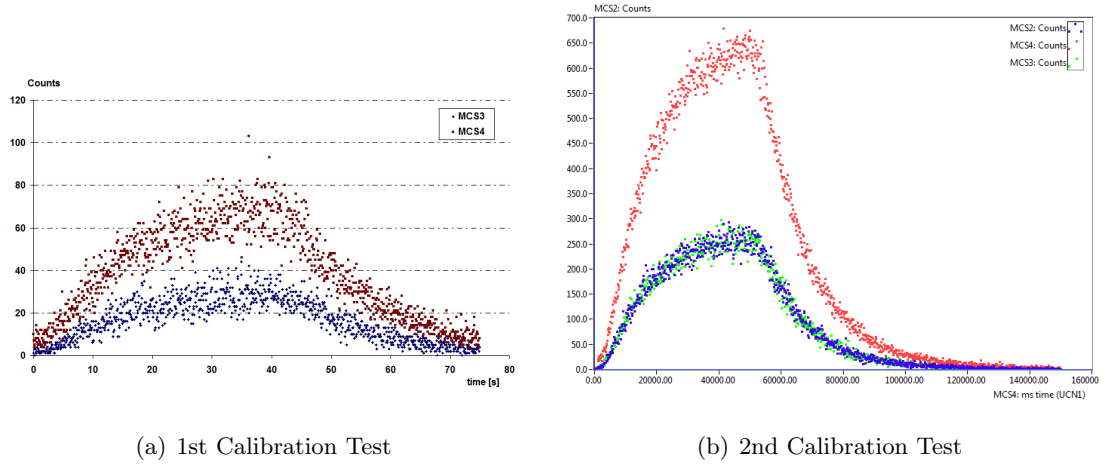 Counts
120
100
80
60
40
20
0
0 10 20 30 40 50 60 70 80
time [s]
MCS3
MCS4
(a) 1st Calibration Test
MCS2: Counts
700.0
650.0
600.0
550.0
500.0
450.0
400.0
350.0
300.0
250.0
200.0
150.0
100.0
50.0
0.0
0.00 20000.00 40000.00 60000.00 80000.00 100000.00 120000.00 140000.00 160000
MCS4: ms time (UCN1)
MCS2: Counts
MCS4: Counts
MCS3: Counts
(b) 2nd Calibration Test